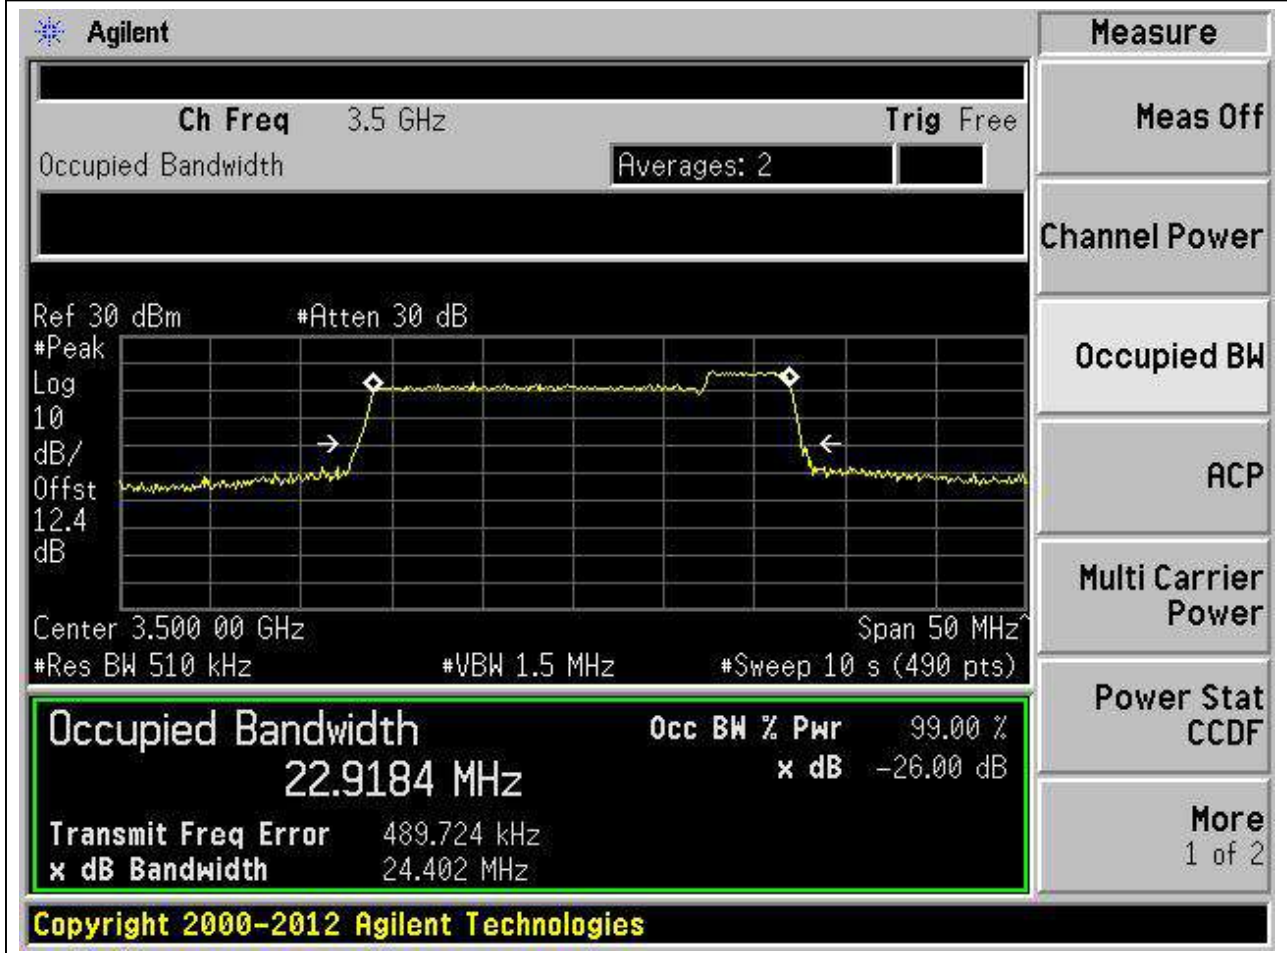 Agilent
Measure
Ch Freq 3.5 GHz Trig Free
Occupied Bandwidth Averages: 2
Meas Off
Channel Power
Occupied BW
ACP
Multi Carrier
Power
Power Stat
CCDF
More
1 of 2
Ref 30 dBm #Atten 30 dB
#Peak
Log
10
dB/
Offst
12.4
dB
Center 3.500 00 GHz Span 50 MHz^
#Res BW 510 kHz #VBW 1.5 MHz #Sweep 10 s (490 pts)
Occupied Bandwidth Occ BW % Pwr 99.00 %
22.9184 MHz x dB -26.00 dB
Transmit Freq Error 489.724 kHz
x dB Bandwidth 24.402 MHz
Copyright 2000-2012 Agilent Technologies